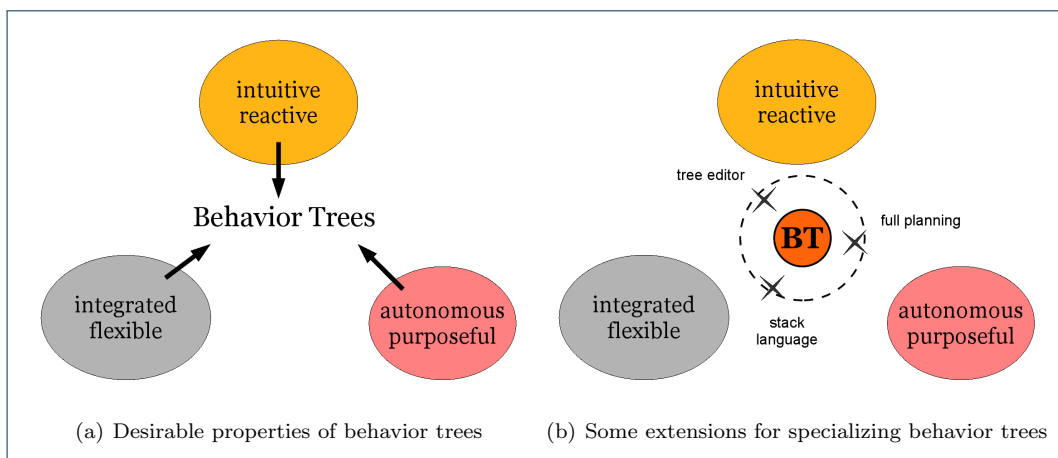 intuitive
reactive
Behavior Trees
integrated
flexible
autonomous
purposeful
(a) Desirable properties of behavior trees
intuitive
reactive
tree editor
BT
full planning
integrated
flexible
stack
language
autonomous
purposeful
(b) Some extensions for specializing behavior trees